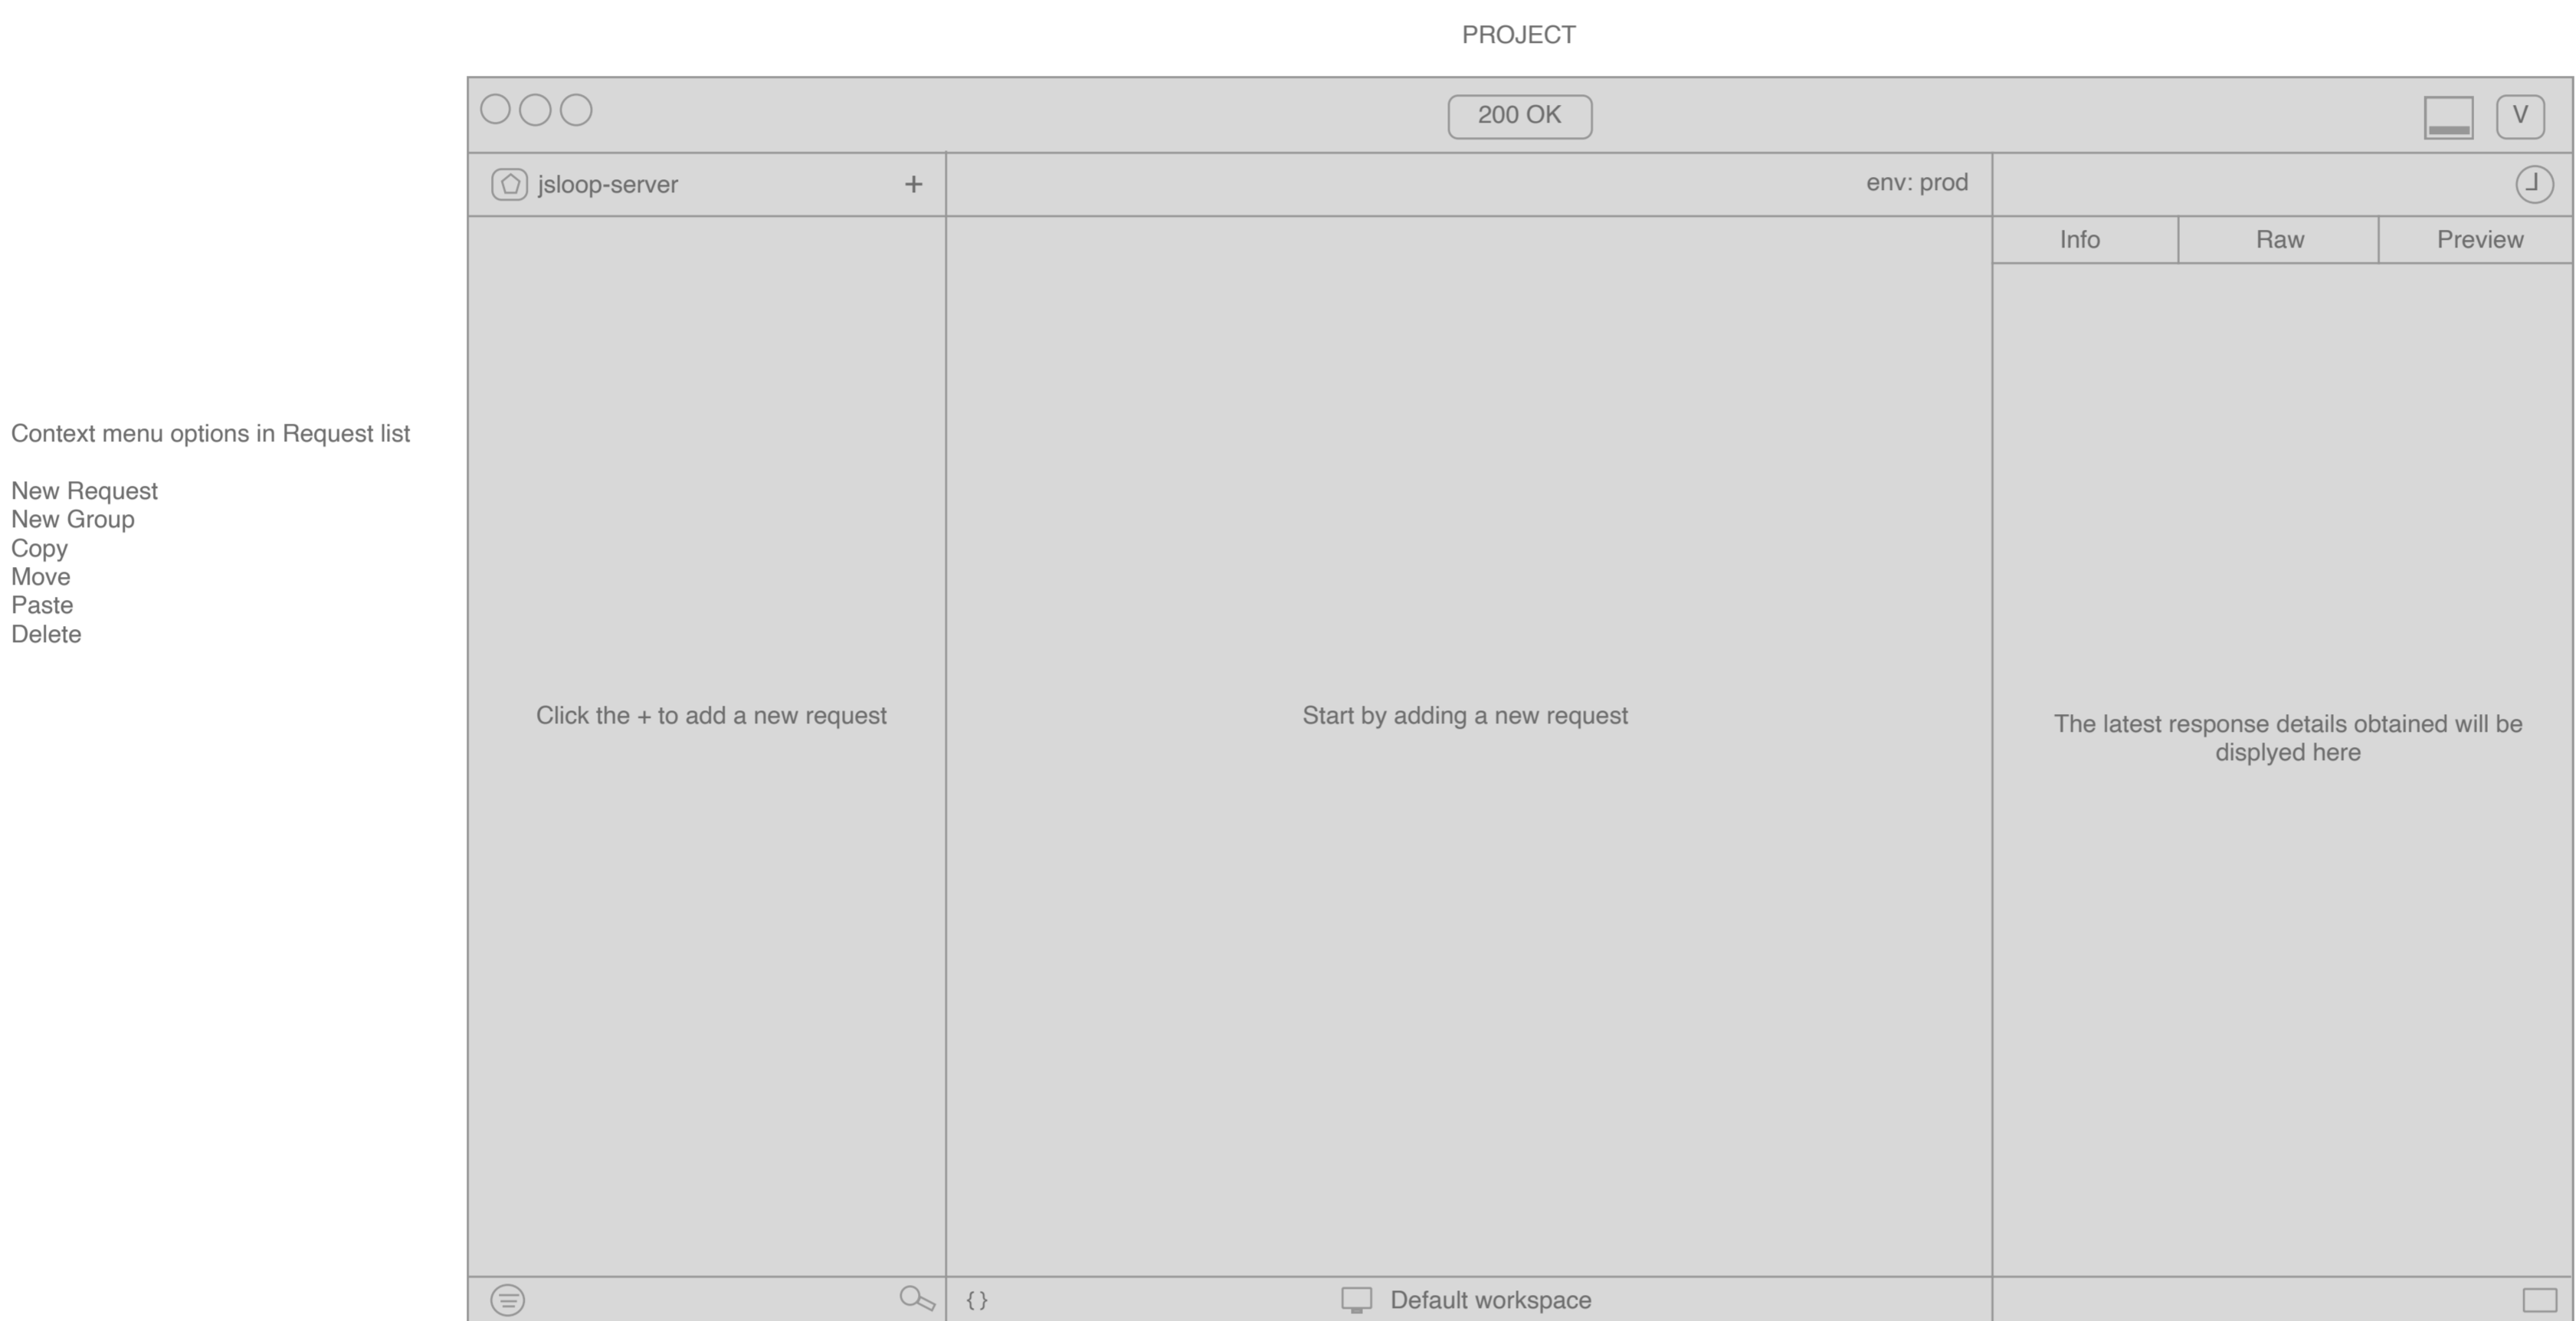 PROJECT
200 OK
V
jsloop-server
+
env: prod
Info
Raw
Preview
Context menu options in Request list
New Request
New Group
Copy
Move
Paste
Delete
Click the + to add a new request
Start by adding a new request
The latest response details obtained will be
displyed here
{}
Default workspace